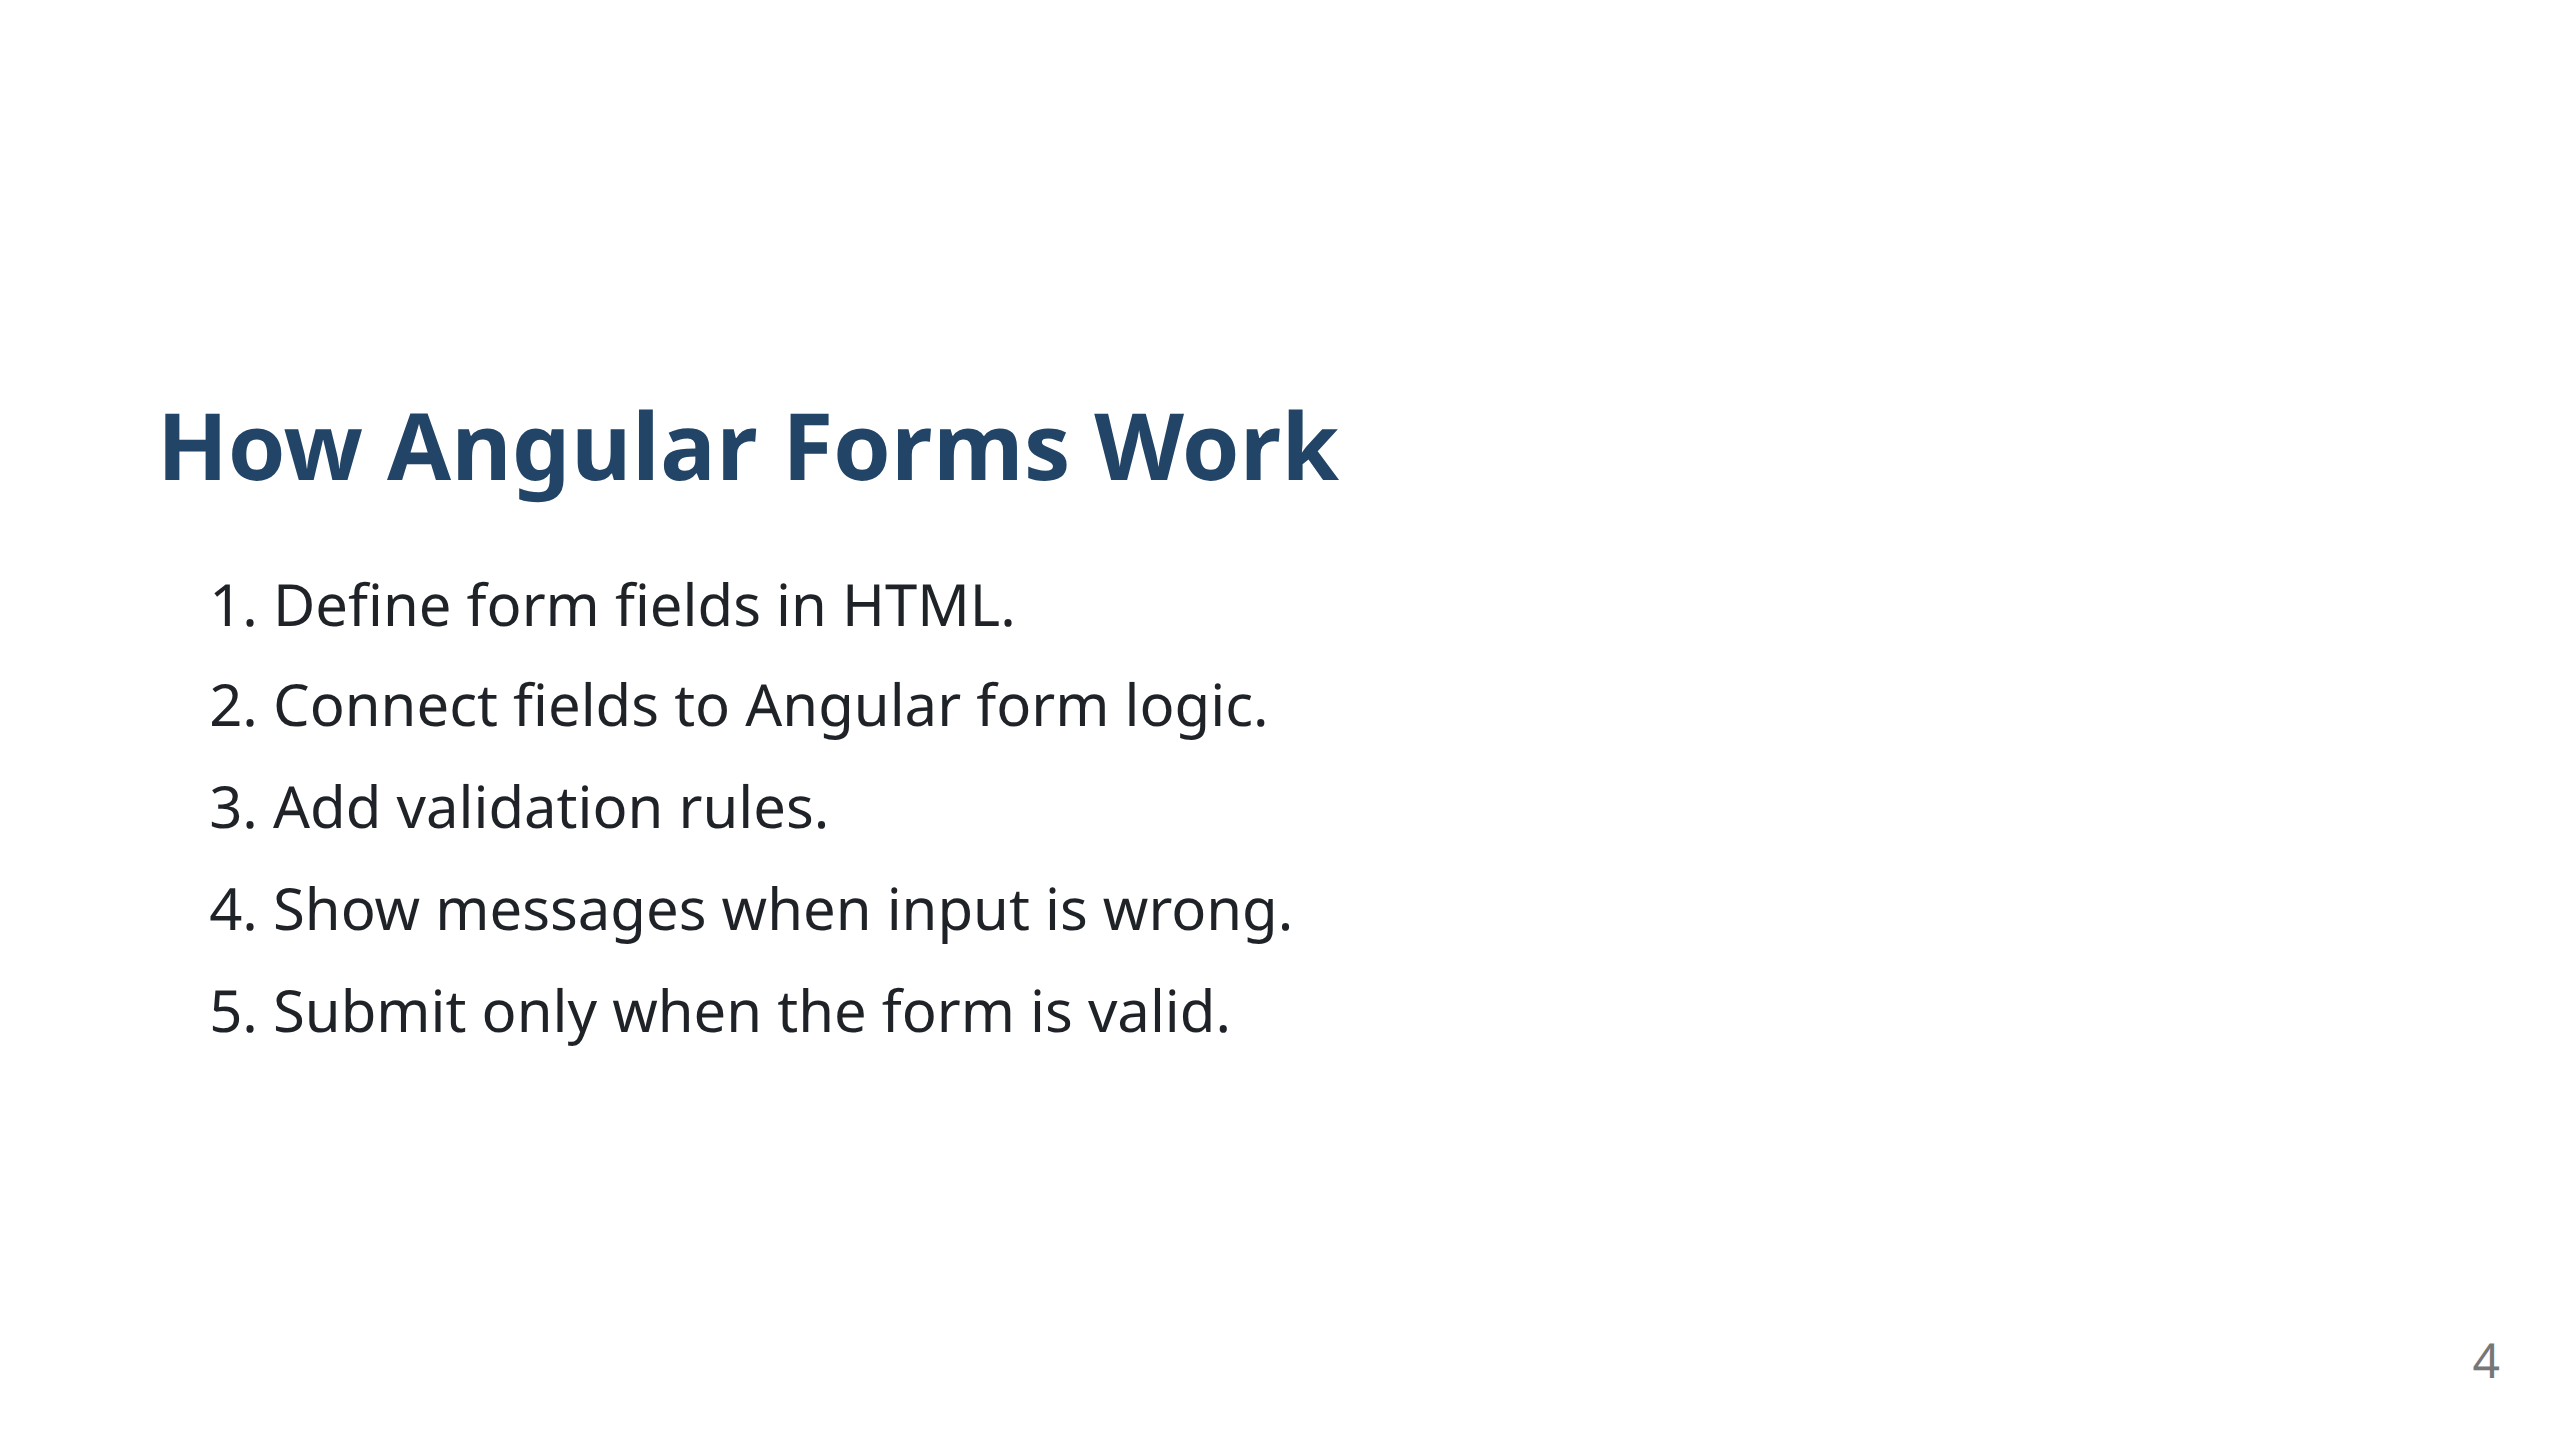 How Angular Forms Work
1. Define form fields in HTML.
2. Connect fields to Angular form logic.
3. Add validation rules.
4. Show messages when input is wrong.
5. Submit only when the form is valid.
4